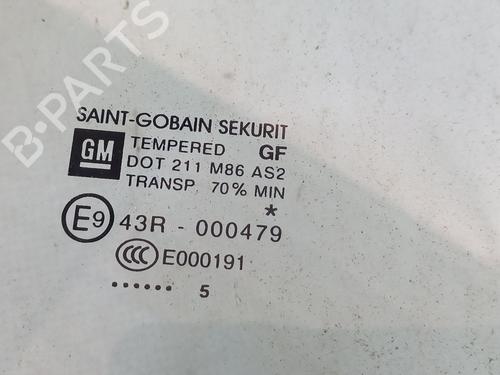 B-PARTS
SAINT-GOBAIN SEKURIT
GM
TEMPERED GF
DOT 211 M86 AS2
TRANSP. 70% MIN
*
E9 43R - 000479
CCC E000191
...... 5